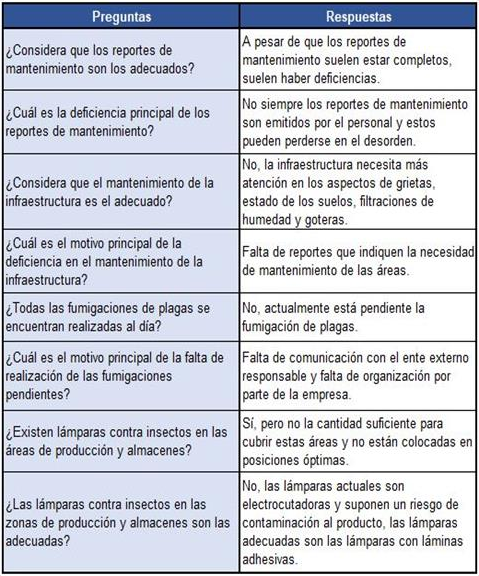 Preguntas
Respuestas
¿Considera que los reportes de
mantenimiento son los adecuados?
A pesar de que los reportes de
mantenimiento suelen estar completos,
suelen haber deficiencias.
¿Cuál es la deficiencia principal de los
reportes de mantenimiento?
No siempre los reportes de mantenimiento
son emitidos por el personal y estos
pueden perderse en el desorden.
¿Considera que el mantenimiento de la
infraestructura es el adecuado?
No, la infraestructura necesita más
atención en los aspectos de grietas,
estado de los suelos, filtraciones de
humedad y goteras.
¿Cuál es el motivo principal de la
deficiencia en el mantenimiento de la
infraestructura?
Falta de reportes que indiquen la necesidad
de mantenimiento de las áreas.
¿Todas las fumigaciones de plagas se
encuentran realizadas al día?
No, actualmente está pendiente la
fumigación de plagas.
¿Cuál es el motivo principal de la falta de
realización de las fumigaciones
pendientes?
Falta de comunicación con el ente externo
responsable y falta de organización por
parte de la empresa.
¿Existen lámparas contra insectos en las
áreas de producción y almacenes?
Sí, pero no la cantidad suficiente para
cubrir estas áreas y no están colocadas en
posiciones óptimas.
¿Las lámparas contra insectos en las
zonas de producción y almacenes son las
adecuadas?
No, las lámparas actuales son
electrocutadoras y suponen un riesgo de
contaminación al producto, las lámparas
adecuadas son las lámparas con láminas
adhesivas.